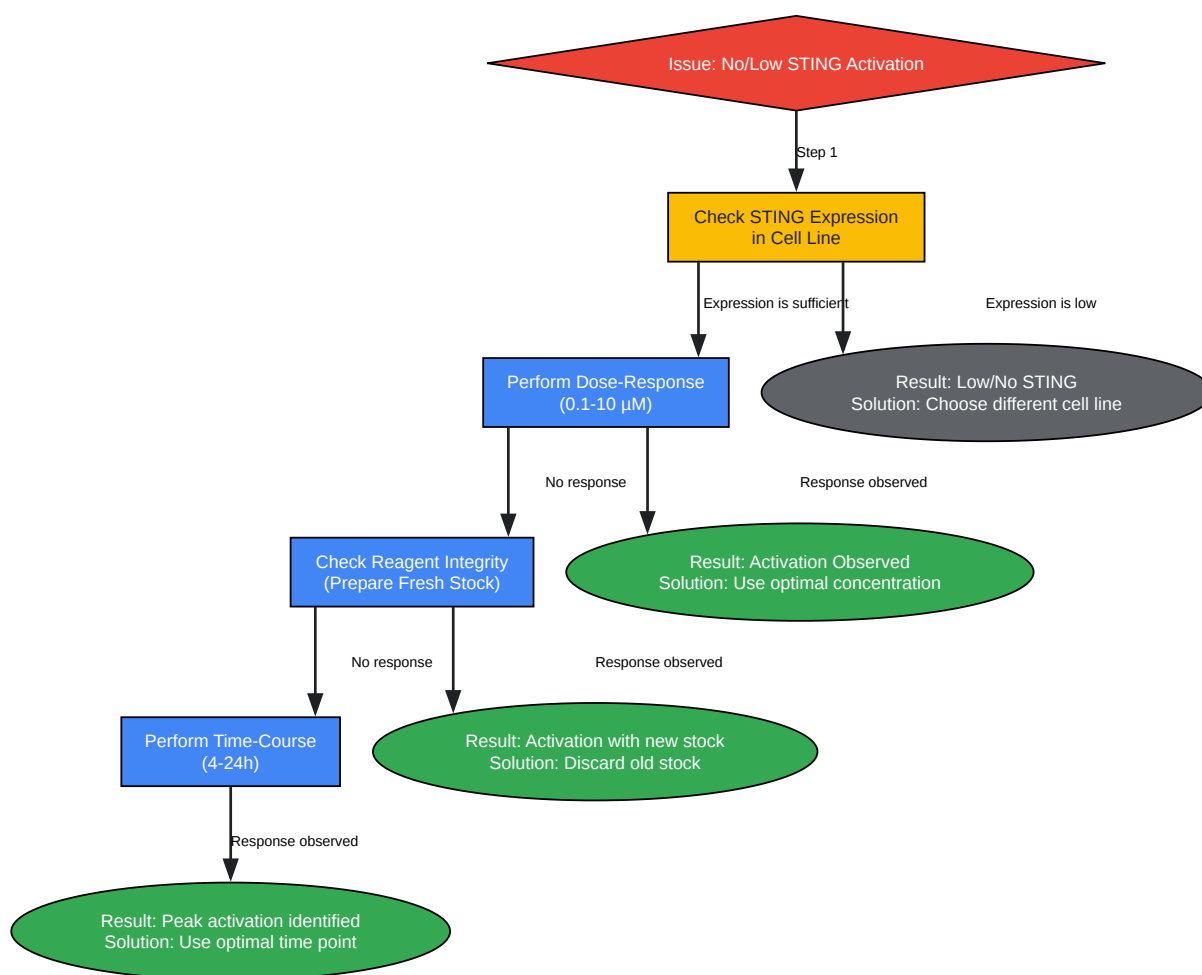 Issue: No/Low STING Activation
Step 1
Check STING Expression
in Cell Line
Expression is sufficient
Expression is low
Perform Dose-Response
(0.1-10 µM)
Result: Low/No STING
Solution: Choose different cell line
No response
Response observed
Check Reagent Integrity
(Prepare Fresh Stock)
Result: Activation Observed
Solution: Use optimal concentration
No response
Response observed
Perform Time-Course
(4-24h)
Result: Activation with new stock
Solution: Discard old stock
Response observed
Result: Peak activation identified
Solution: Use optimal time point